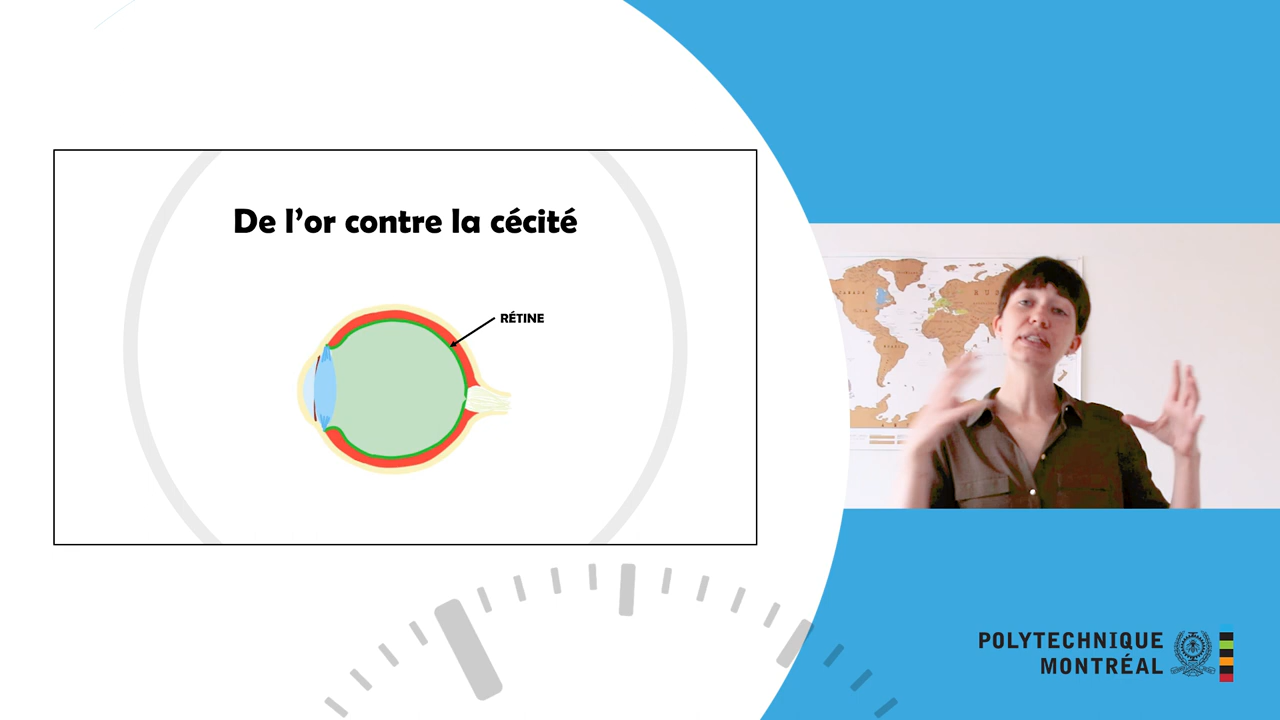 De l'or contre la cécité
RÉTINE
POLYTECHNIQUE
MONTRÉAL